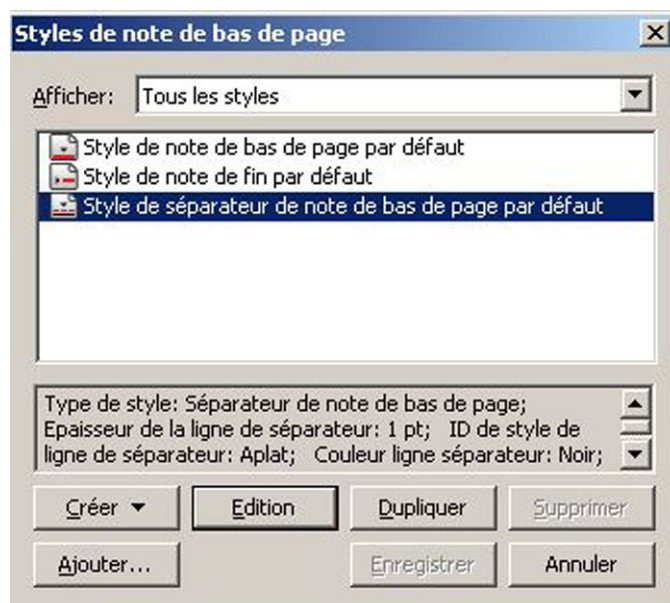 Styles de note de bas de page
Afficher: Tous les styles
Style de note de bas de page par défaut
Style de note de fin par défaut
Style de séparateur de note de bas de page par défaut
Type de style: Séparateur de note de bas de page;
Epaisseur de la ligne de séparateur: 1 pt; ID de style de
ligne de séparateur: Aplat; Couleur ligne séparateur: Noir;
Créer Edition Dupliquer Supprimer
Ajouter... Enregistrer Annuler